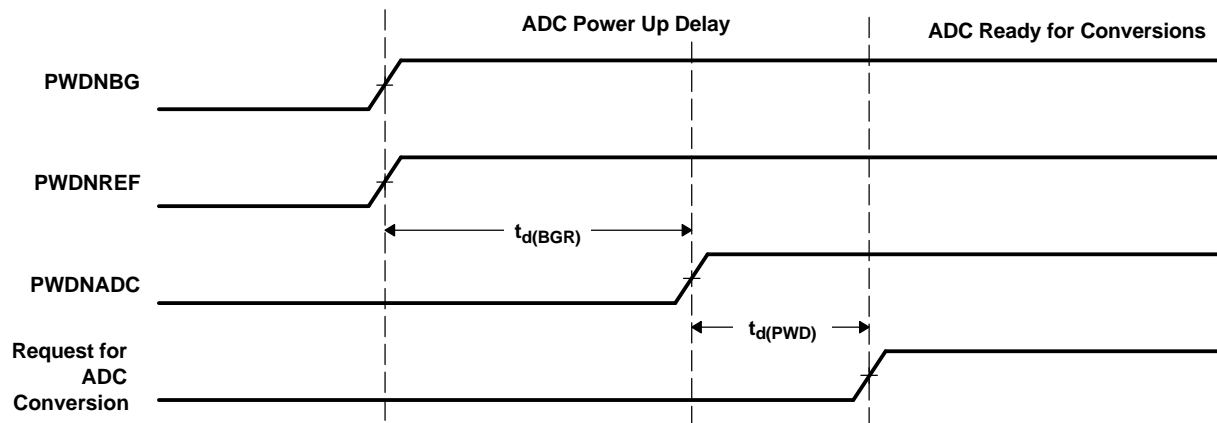 ADC Power Up Delay
ADC Ready for Conversions
PWDNBG
PWDNREF
td(BGR)
PWDNADC
td(PWD)
Request for
ADC
Conversion